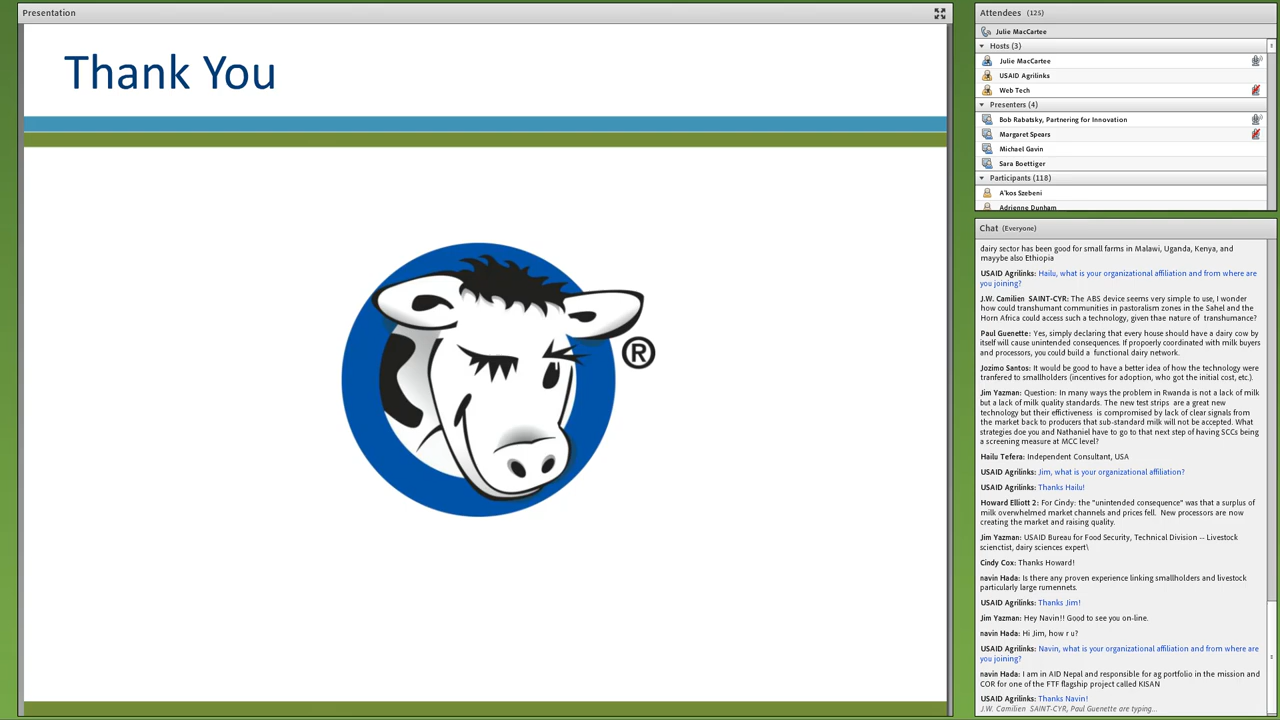 Presentation
Thank You
®
Attendees (125)
Julie MacCartee
Hosts (3)
Julie MacCartee
USAID Agrilinks
Web Tech
Presenters (4)
Bob Rabatsky, Partnering for Innovation
Margaret Spears
Michael Gavin
Sara Boettiger
Participants (118)
A'kos Szebeni
Adrienne Dunham
Chat (Everyone)
dairy sector has been good for small farms in Malawi, Uganda, Kenya, and
mayybe also Ethiopia
USAID Agrilinks: Hailu, what is your organizational affiliation and from where are
you joining?
J.W. Camilien SAINT-CYR: The ABS device seems very simple to use, I wonder
how could transhumant communities in pastoralism zones in the Sahel and the
Horn Africa could access such a technology, given thae nature of transhumance?
Paul Guenette: Yes, simply declaring that every house should have a dairy cow by
itself will cause unintended consequences. If properly coordinated with milk buyers
and processors, you could build a functional dairy network.
Jozimo Santos: It would be good to have a better idea of how the technology were
tranfered to smallholders (incentives for adoption, who got the initial cost, etc.).
Jim Yazman: Question: In many ways the problem in Rwanda is not a lack of milk
but a lack of milk quality standards. The new test strips are a great new
technology but their effictiveness is compromised by lack of clear signals from
the market back to producers that sub-standard milk will not be accepted. What
strategies doe you and Nathaniel have to go to that next step of having SCCs being
a screening measure at MCC level?
Hailu Tefera: Independent Consultant, USA
USAID Agrilinks: Jim, what is your organizational affiliation?
USAID Agrilinks: Thanks Hailu!
Howard Elliott 2: For Cindy: the "unintended consequence" was that a surplus of
milk overwhelmed market channels and prices fell. New processors are now
creating the market and raising quality.
Jim Yazman: USAID Bureau for Food Security, Technical Division -- Livestock
scienctist, dairy sciences expert\
Cindy Cox: Thanks Howard!
navin Hada: Is there any proven experience linking smallholders and livestock
particularly large rumennets.
USAID Agrilinks: Thanks Jim!
Jim Yazman: Hey Navin!! Good to see you on-line.
navin Hada: Hi Jim, how r u?
USAID Agrilinks: Navin, what is your organizational affiliation and from where are
you joining?
navin Hada: I am in AID Nepal and responsible for ag portfolio in the mission and
COR for one of the FTF flagship project called KISAN
USAID Agrilinks: Thanks Navin!
J.W. Camilien SAINT-CYR, Paul Guenette are typing...